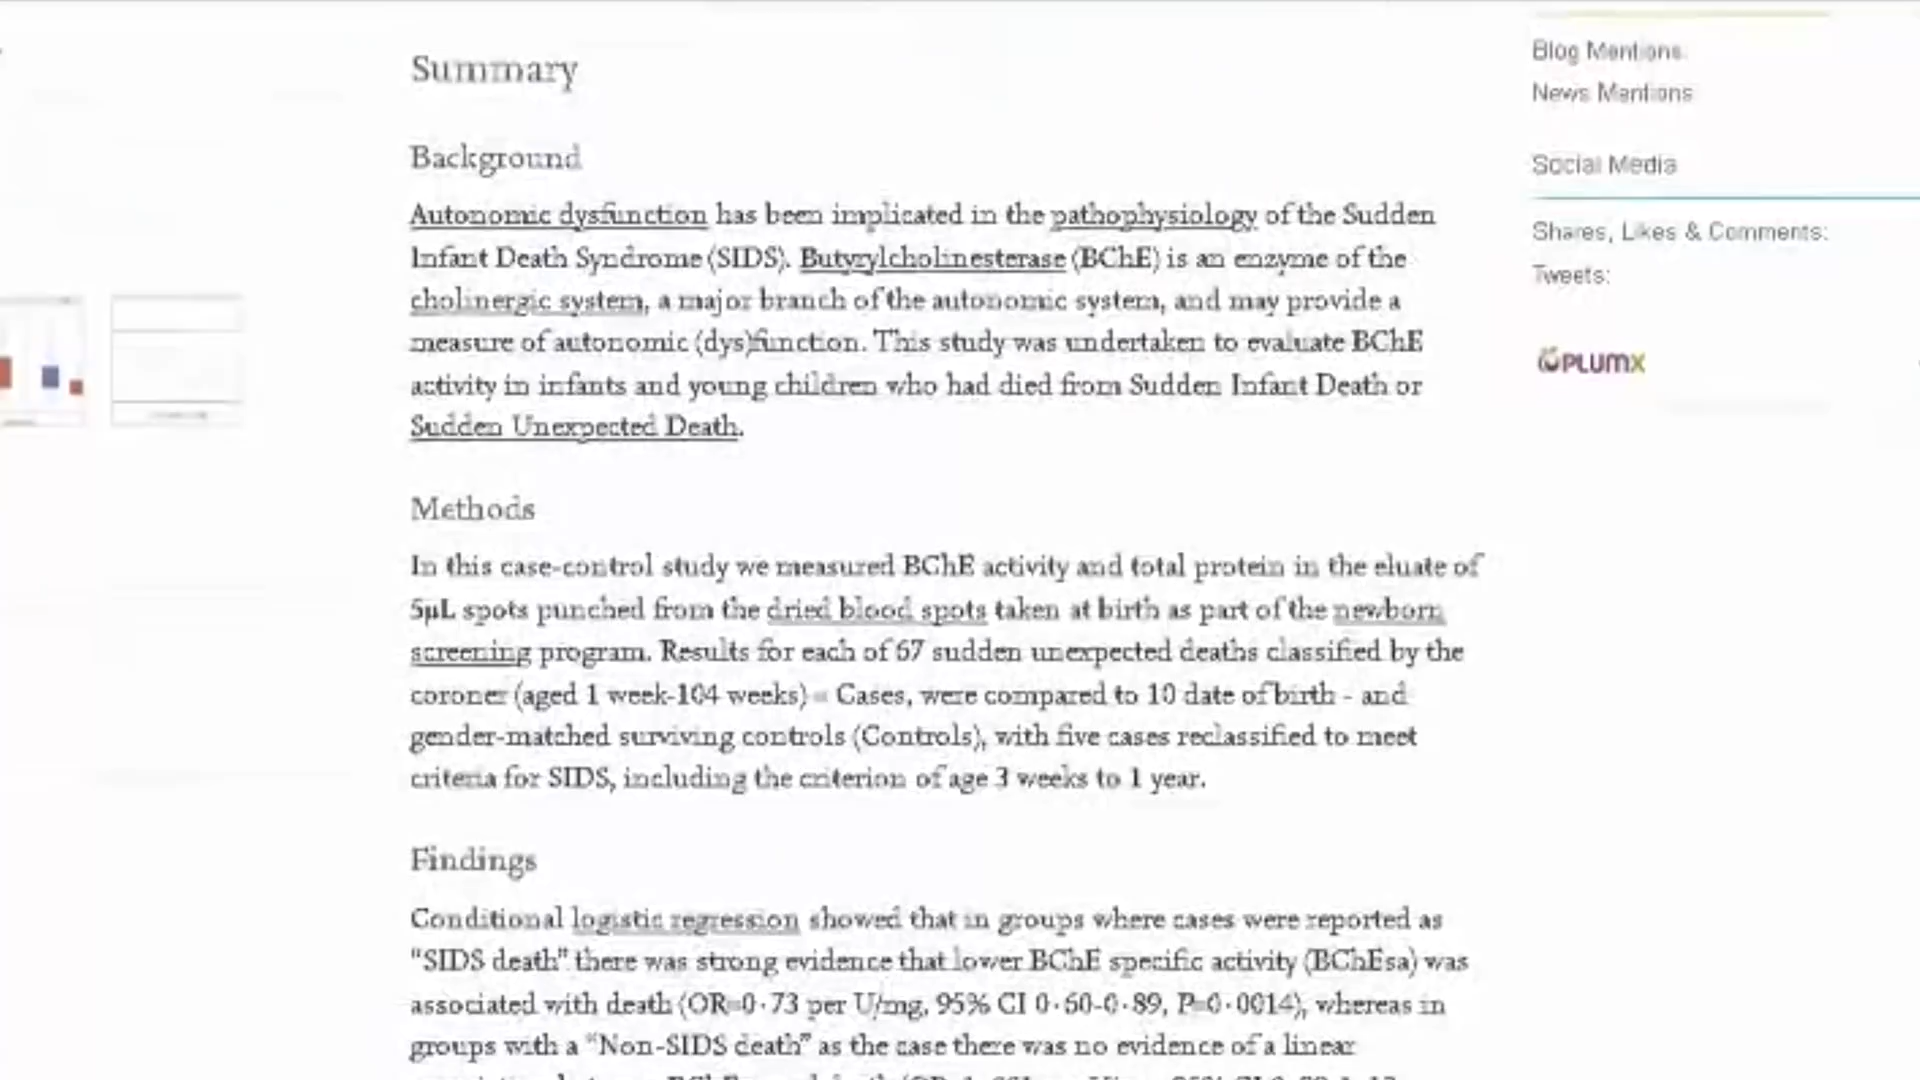 Summary
Background
Autonomic dysfunction has been implicated in the pathophysiology of the Sudden
Infant Death Syndrome (SIDS). Butyrylcholinesterase (BChE) is an enzyme of the
cholinergic system, a major branch of the autonomic system, and may provide a
measure of autonomic (dys)function. This study was undertaken to evaluate BChE
activity in infants and young children who had died from Sudden Infant Death or
Sudden Unexpected Death.
Methods
In this case-control study we measured BChE activity and total protein in the eluate of
5μL spots punched from the dried blood spots taken at birth as part of the newborn
screening program. Results for each of 67 sudden unexpected deaths classified by the
coroner (aged 1 week-104 weeks) = Cases, were compared to 10 date of birth - and
gender-matched surviving controls (Controls), with five cases reclassified to meet
criteria for SIDS, including the criterion of age 3 weeks to 1 year.
Findings
Conditional logistic regression showed that in groups where cases were reported as
"SIDS death" there was strong evidence that lower BChE specific activity (BChEsa) was
associated with death (OR=0·73 per U/mg, 95% CI 0·60-0·89, P=0·0014), whereas in
groups with a "Non-SIDS death" as the case there was no evidence of a linear
Blog Mentions:
News Mentions
Social Media
Shares, Likes & Comments:
Tweets:
PLUMX